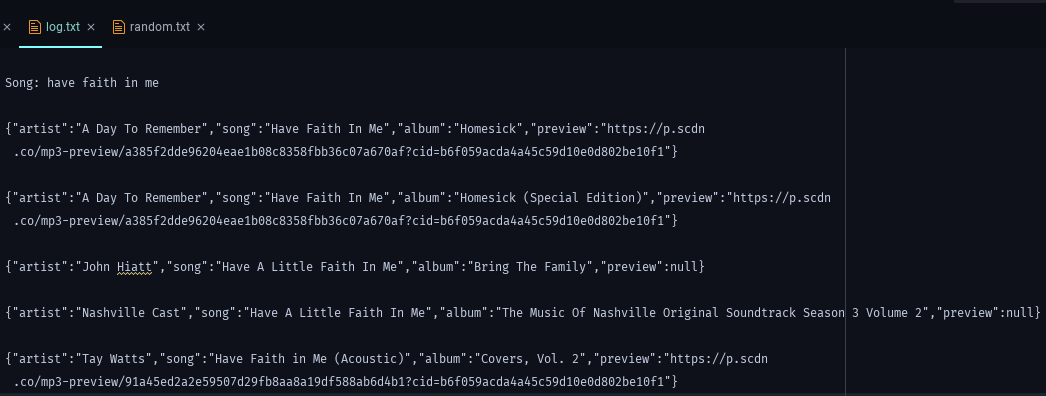 log.txt
random.txt
Song: have faith in me
{"artist":"A Day To Remember","song":"Have Faith In Me","album":"Homesick","preview":"https://p.scdn
.co/mp3-preview/a385f2dde96204eae1b08c8358fbb36c07a670af?cid=b6f059acda4a45c59d10e0d802be10f1"}
{"artist":"A Day To Remember","song":"Have Faith In Me","album":"Homesick (Special Edition)","preview":"https://p.scdn
.co/mp3-preview/a385f2dde96204eae1b08c8358fbb36c07a670af?cid=b6f059acda4a45c59d10e0d802be10f1"}
{"artist":"John Hiatt","song":"Have A Little Faith In Me","album":"Bring The Family","preview":null}
{"artist":"Nashville Cast","song":"Have A Little Faith In Me","album":"The Music Of Nashville Original Soundtrack Season 3 Volume 2","preview":null}
{"artist":"Tay Watts","song":"Have Faith in Me (Acoustic)","album":"Covers, Vol. 2","preview":"https://p.scdn
.co/mp3-preview/91a45ed2a2e59507d29fb8aa8a19df588ab6d4b1?cid=b6f059acda4a45c59d10e0d802be10f1"}